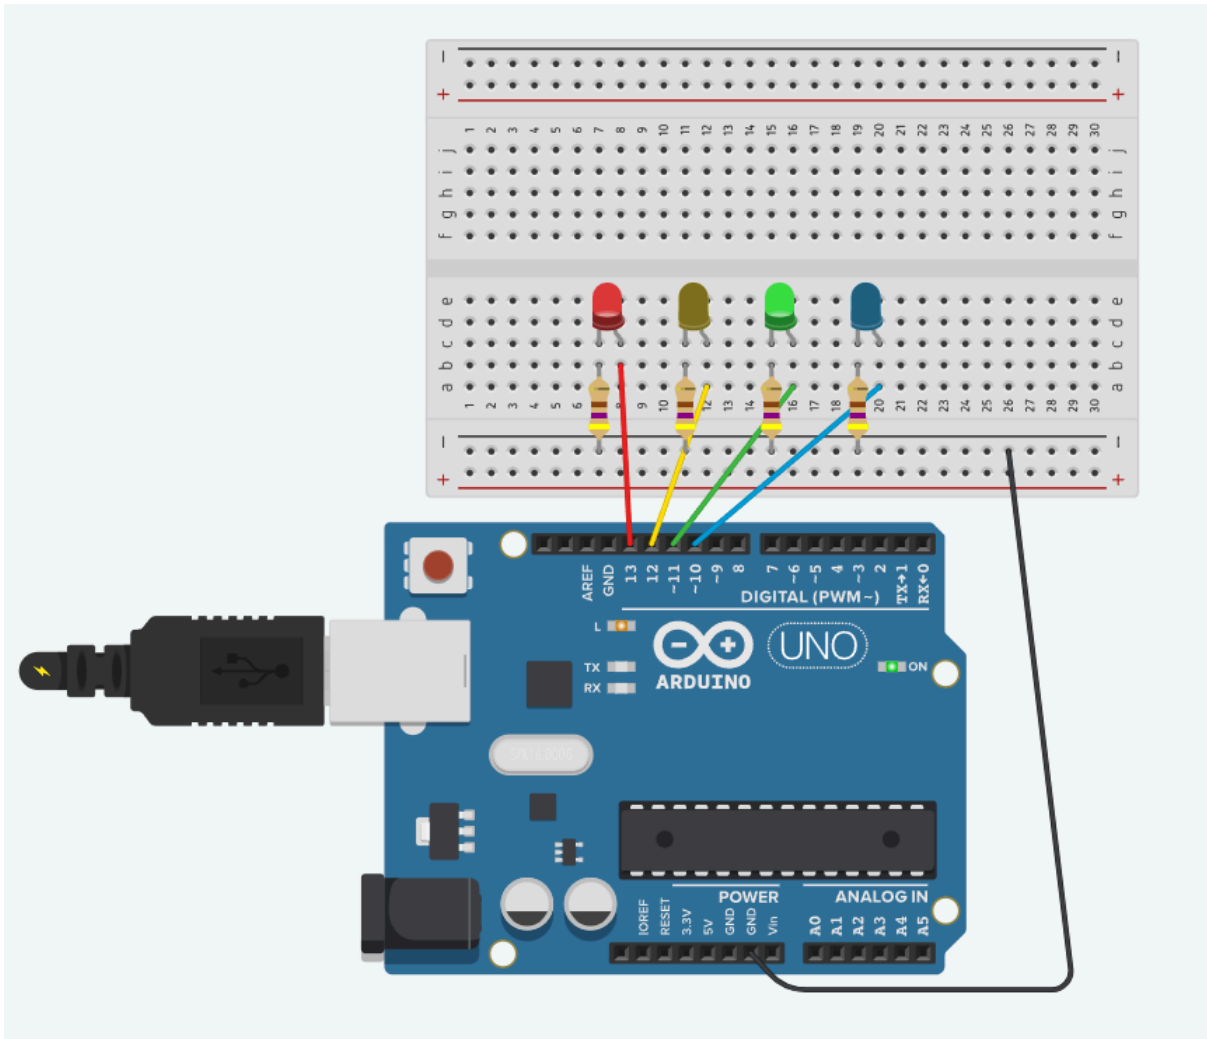 − −
+ +
1 2 3 4 5 6 7 8 9 10 11 12 13 14 15 16 17 18 19 20 21 22 23 24 25 26 27 28 29 30
j j
i i
h h
g g
f f
e e
d d
c c
b b
a a
1 2 3 4 5 6 8 9 10 12 13 14 16 17 18 20 21 22 23 24 25 26 27 28 29 30
− −
+ +
AREF GND 13 12 ~11 ~10 ~9 8 7 ~6 ~5 4 ~3 2 TX→1 RX←0
DIGITAL (PWM ~)
L
UNO
TX
ON
RX
ARDUINO
POWER ANALOG IN
IOREF RESET 3.3V 5V GND GND Vin A0 A1 A2 A3 A4 A5